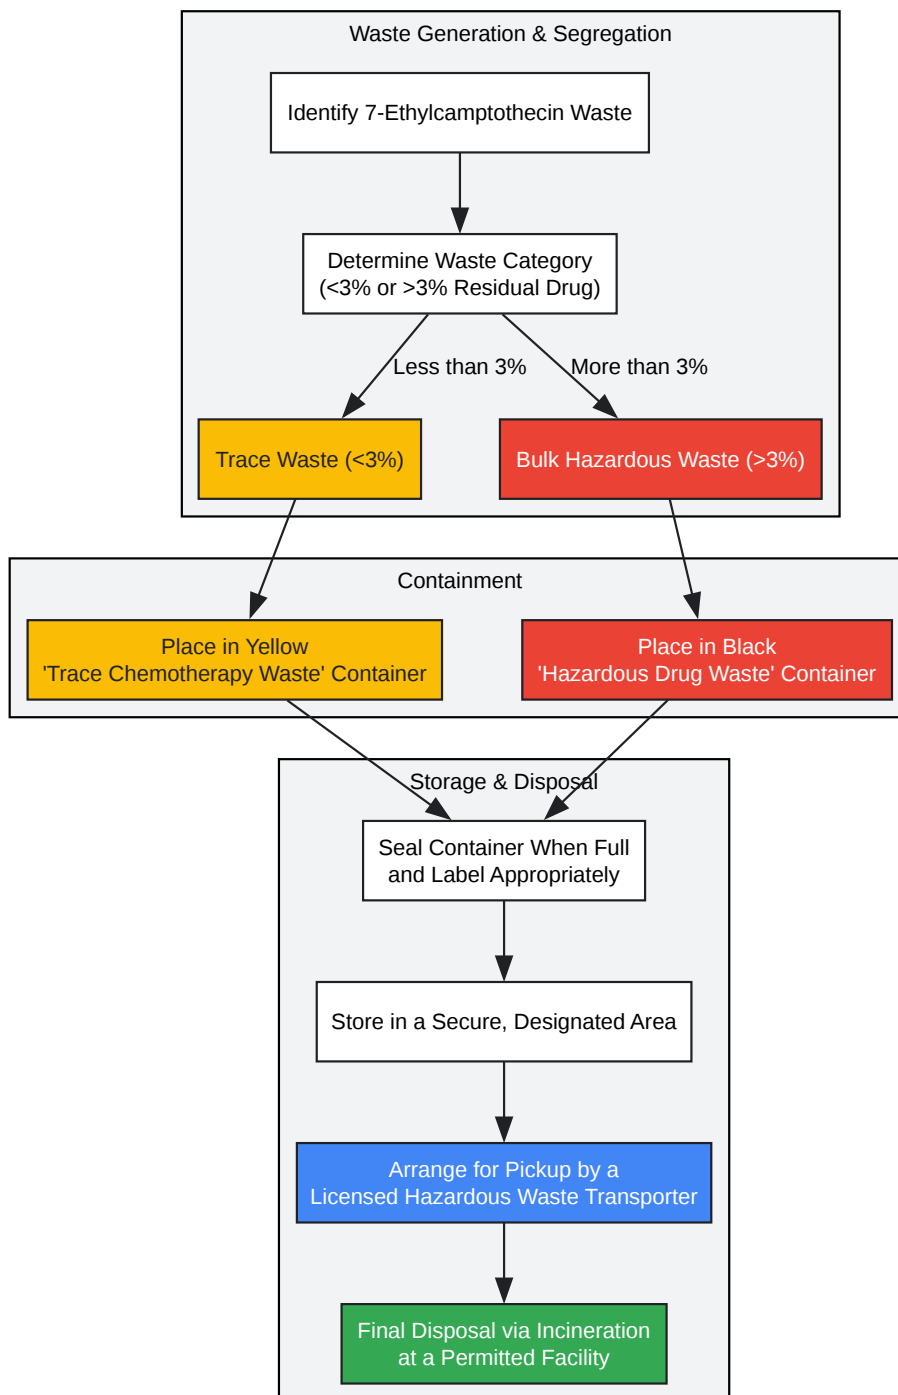 Waste Generation & Segregation
Identify 7-Ethylcamptothecin Waste
Determine Waste Category
(<3% or >3% Residual Drug)
Less than 3%
More than 3%
Trace Waste (<3%)
Bulk Hazardous Waste (>3%)
Containment
Place in Yellow
'Trace Chemotherapy Waste' Container
Place in Black
'Hazardous Drug Waste' Container
Storage & Disposal
Seal Container When Full
and Label Appropriately
Store in a Secure, Designated Area
Arrange for Pickup by a
Licensed Hazardous Waste Transporter
Final Disposal via Incineration
at a Permitted Facility